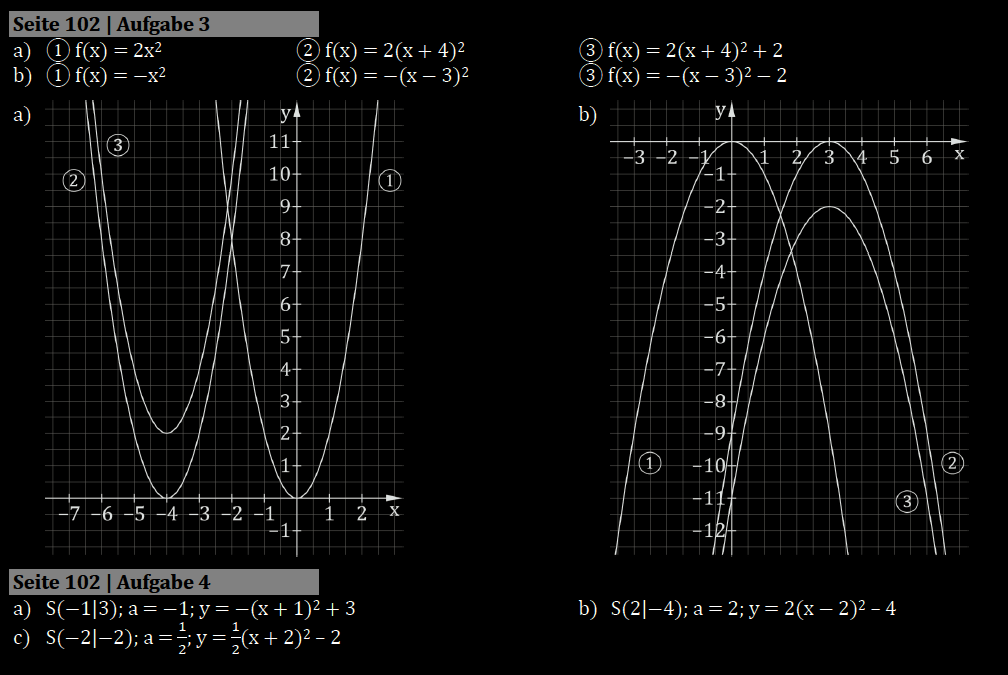 Seite 102 | Aufgabe 3
a) ① f(x) = 2x² ② f(x) = 2(x + 4)² ③ f(x) = 2(x + 4)² + 2
b) ① f(x) = −x² ② f(x) = −(x − 3)² ③ f(x) = −(x − 3)² − 2
a)
y
11
10
9
8
7
6
5
4
3
2
1
−7 −6 −5 −4 −3 −2 −1 1 2 x
−1
③
②
①
b)
y
−3 −2 −1 1 2 3 4 5 6 x
−1
−2
−3
−4
−5
−6
−7
−8
−9
−10
−11
−12
①
②
③
Seite 102 | Aufgabe 4
a) S(−1|3); a = −1; y = −(x + 1)² + 3 b) S(2|−4); a = 2; y = 2(x − 2)² − 4
c) S(−2|−2); a = 1/2; y = 1/2(x + 2)² − 2